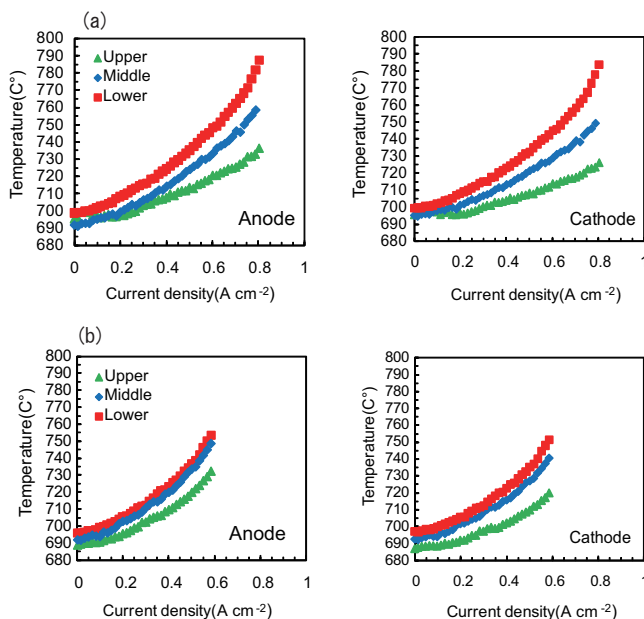 (a)
800
790
780
770
760
750
740
730
720
710
700
690
680
Temperature(C°)
Upper
Middle
Lower
Anode
0 0.2 0.4 0.6 0.8 1
Current density(A cm-2)
800
790
780
770
760
750
740
730
720
710
700
690
680
Temperature(C°)
Cathode
0 0.2 0.4 0.6 0.8 1
Current density(A cm-2)
(b)
800
790
780
770
760
750
740
730
720
710
700
690
680
Temperature(C°)
Upper
Middle
Lower
Anode
0 0.2 0.4 0.6 0.8 1
Current density(A cm-2)
800
790
780
770
760
750
740
730
720
710
700
690
680
Temperature(C°)
Cathode
0 0.2 0.4 0.6 0.8 1
Current density(A cm-2)